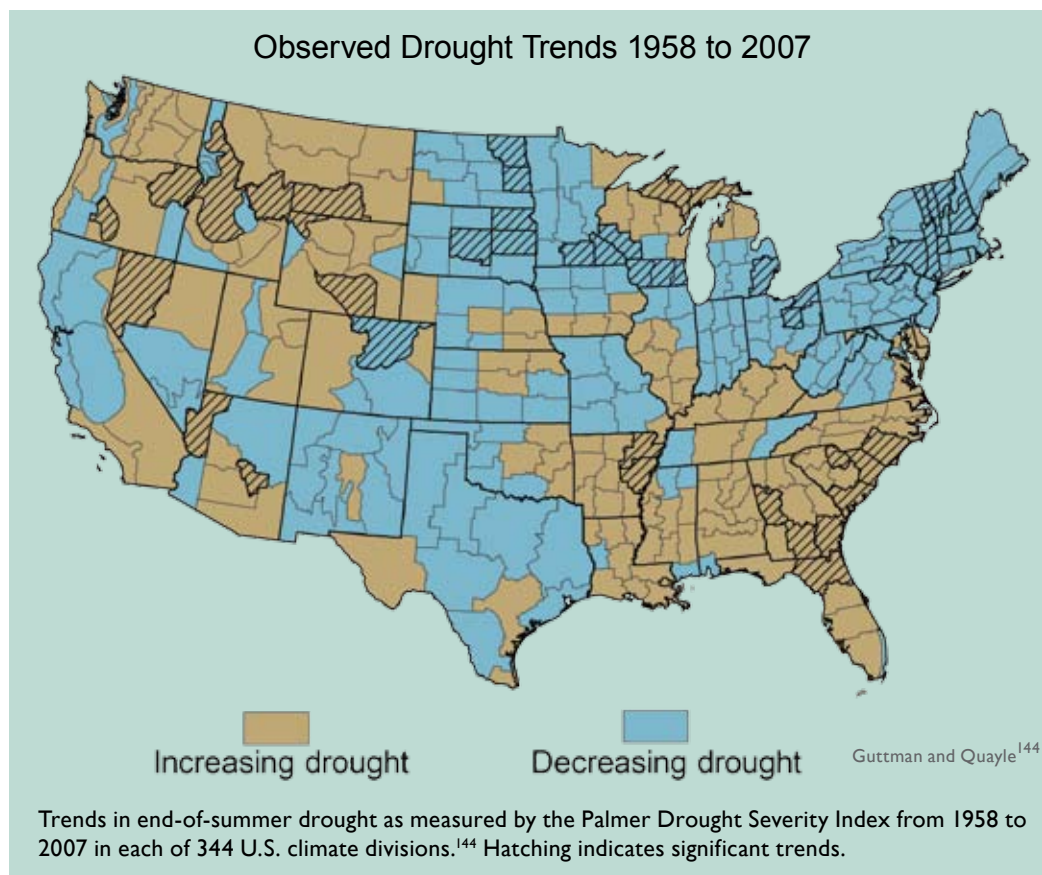 Observed Drought Trends 1958 to 2007
Increasing drought
Decreasing drought
Guttman and Quayle144
Trends in end-of-summer drought as measured by the Palmer Drought Severity Index from 1958 to
2007 in each of 344 U.S. climate divisions.144 Hatching indicates significant trends.